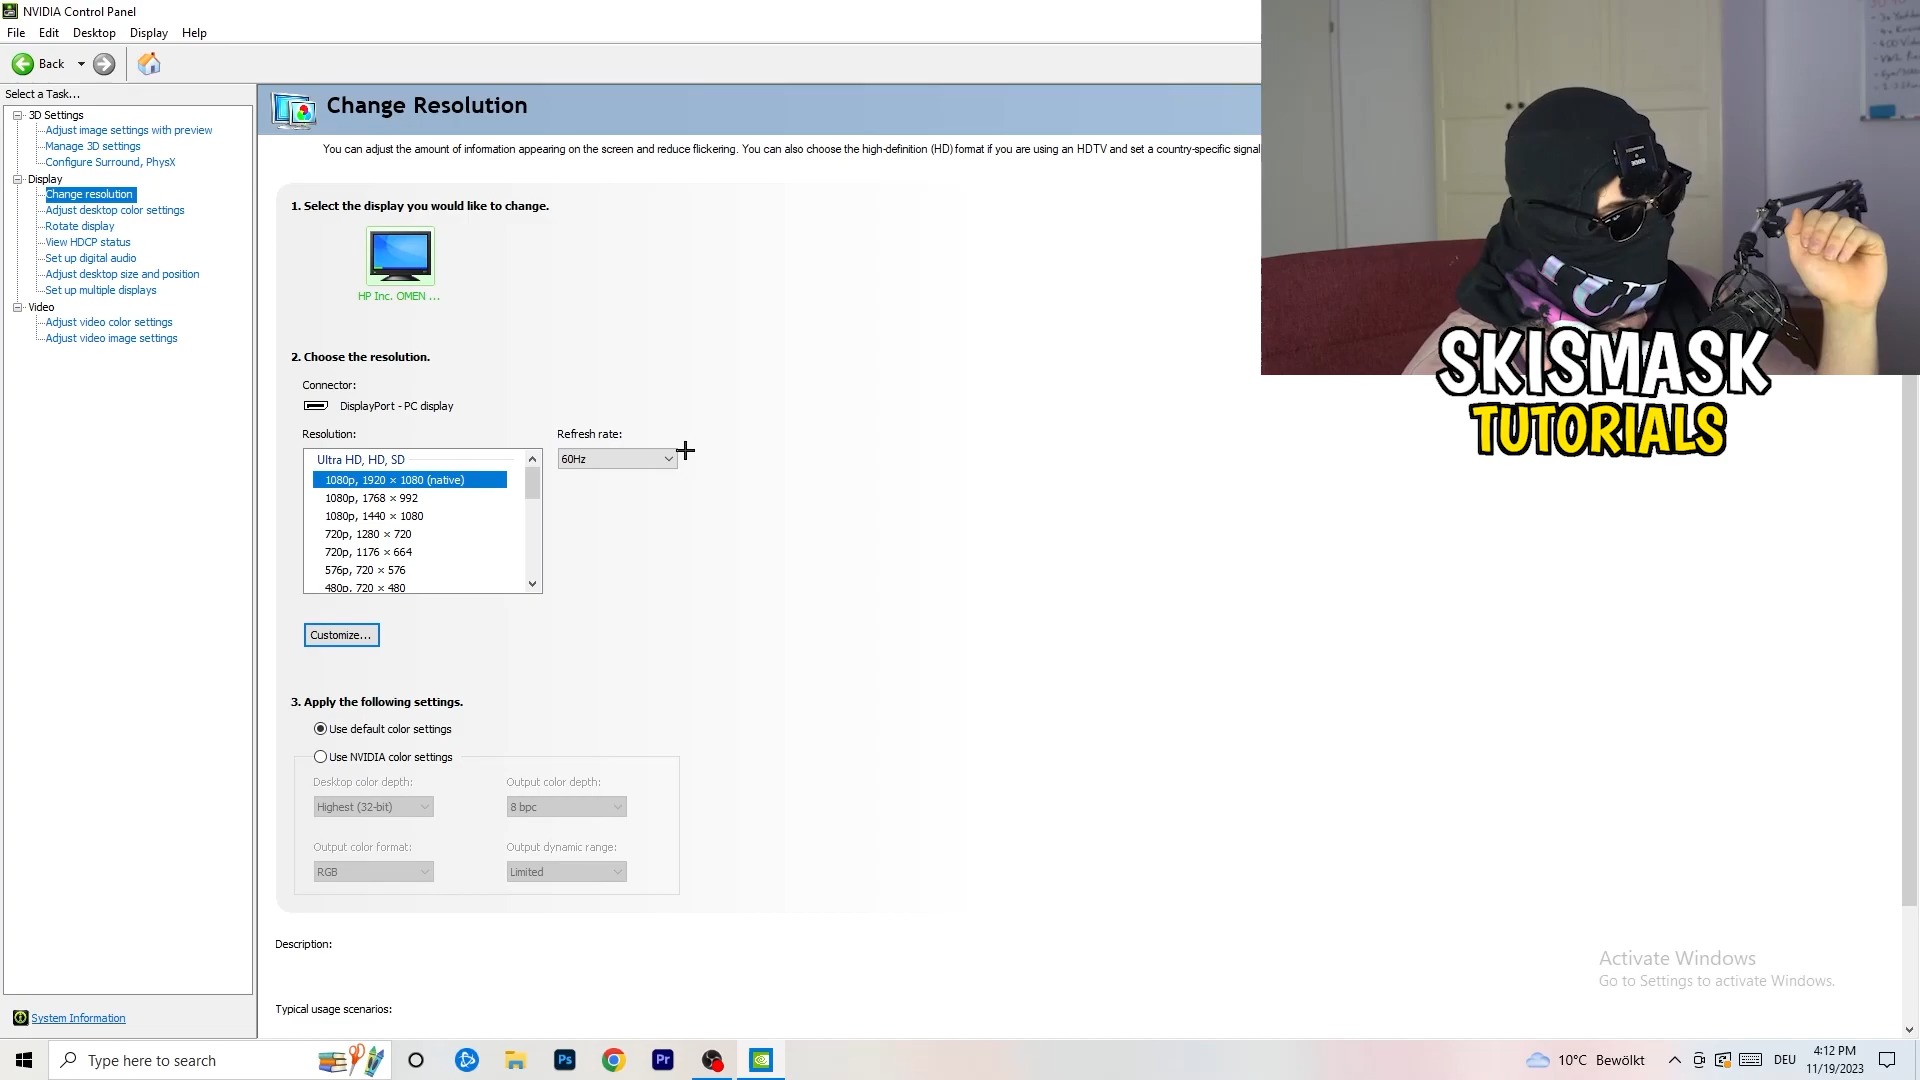 NVIDIA Control Panel
File Edit Desktop Display Help
Back
Select a Task...
3D Settings
Adjust image settings with preview
Manage 3D settings
Configure Surround, PhysX
Display
Change resolution
Adjust desktop color settings
Rotate display
View HDCP status
Set up digital audio
Adjust desktop size and position
Set up multiple displays
Video
Adjust video color settings
Adjust video image settings
System Information
Change Resolution
You can adjust the amount of information appearing on the screen and reduce flickering. You can also choose the high-definition (HD) format if you are using an HDTV and set a country-specific signal
1. Select the display you would like to change.
HP Inc. OMEN ...
2. Choose the resolution.
Connector:
DisplayPort - PC display
Resolution:
Refresh rate:
Ultra HD, HD, SD
60Hz
1080p, 1920 × 1080 (native)
1080p, 1768 × 992
1080p, 1440 × 1080
720p, 1280 × 720
720p, 1176 × 664
576p, 720 × 576
480p, 720 × 480
Customize...
3. Apply the following settings.
Use default color settings
Use NVIDIA color settings
Desktop color depth:
Output color depth:
Highest (32-bit)
8 bpc
Output color format:
Output dynamic range:
RGB
Limited
Description:
Typical usage scenarios:
SKISMASK
TUTORIALS
Activate Windows
Go to Settings to activate Windows.
Type here to search
Ps
Pr
10°C Bewölkt
DEU
4:12 PM
11/19/2023